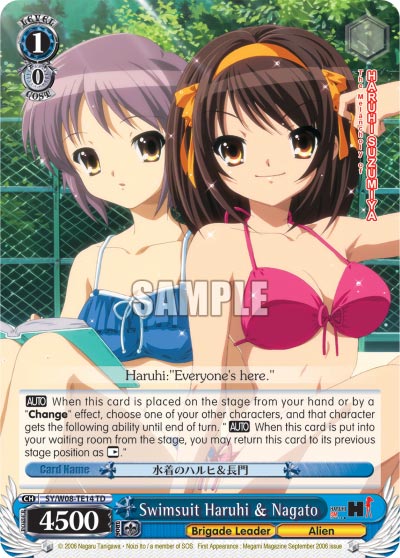 LEVEL
1
0
COST
The Melancholy of
HARUHI SUZUMIYA
SAMPLE
Haruhi:"Everyone's here."
AUTO When this card is placed on the stage from your hand or by a
"Change" effect, choose one of your other characters, and that character
gets the following ability until end of turn. "AUTO When this card is put into
your waiting room from the stage, you may return this card to its
previous stage position as
."
Card Name
水着のハルヒ&長門
CH
SY/W08-TE14 TD
4500
Swimsuit Haruhi & Nagato
Brigade Leader
Alien
© 2006 Nagaru Tanigawa • Noizi Ito / a member of SOS. First Appearance : Megami Magazine September 2006 issue